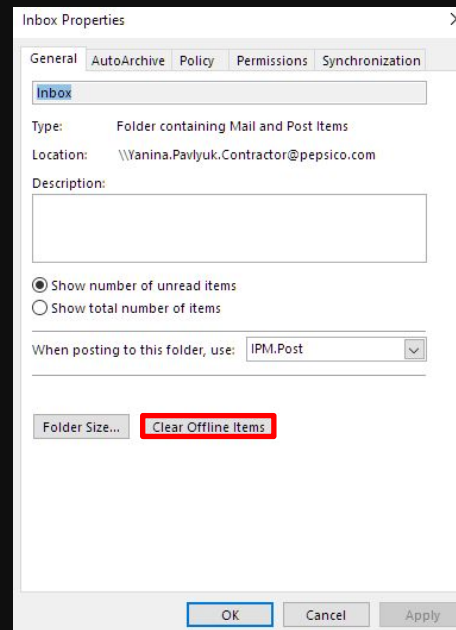 Inbox Properties
General AutoArchive Policy Permissions Synchronization
Inbox
Type: Folder containing Mail and Post Items
Location: \\Yanina.Pavlyuk.Contractor@pepsico.com
Description:
Show number of unread items
Show total number of items
When posting to this folder, use: IPM.Post
Folder Size... Clear Offline Items
OK Cancel Apply